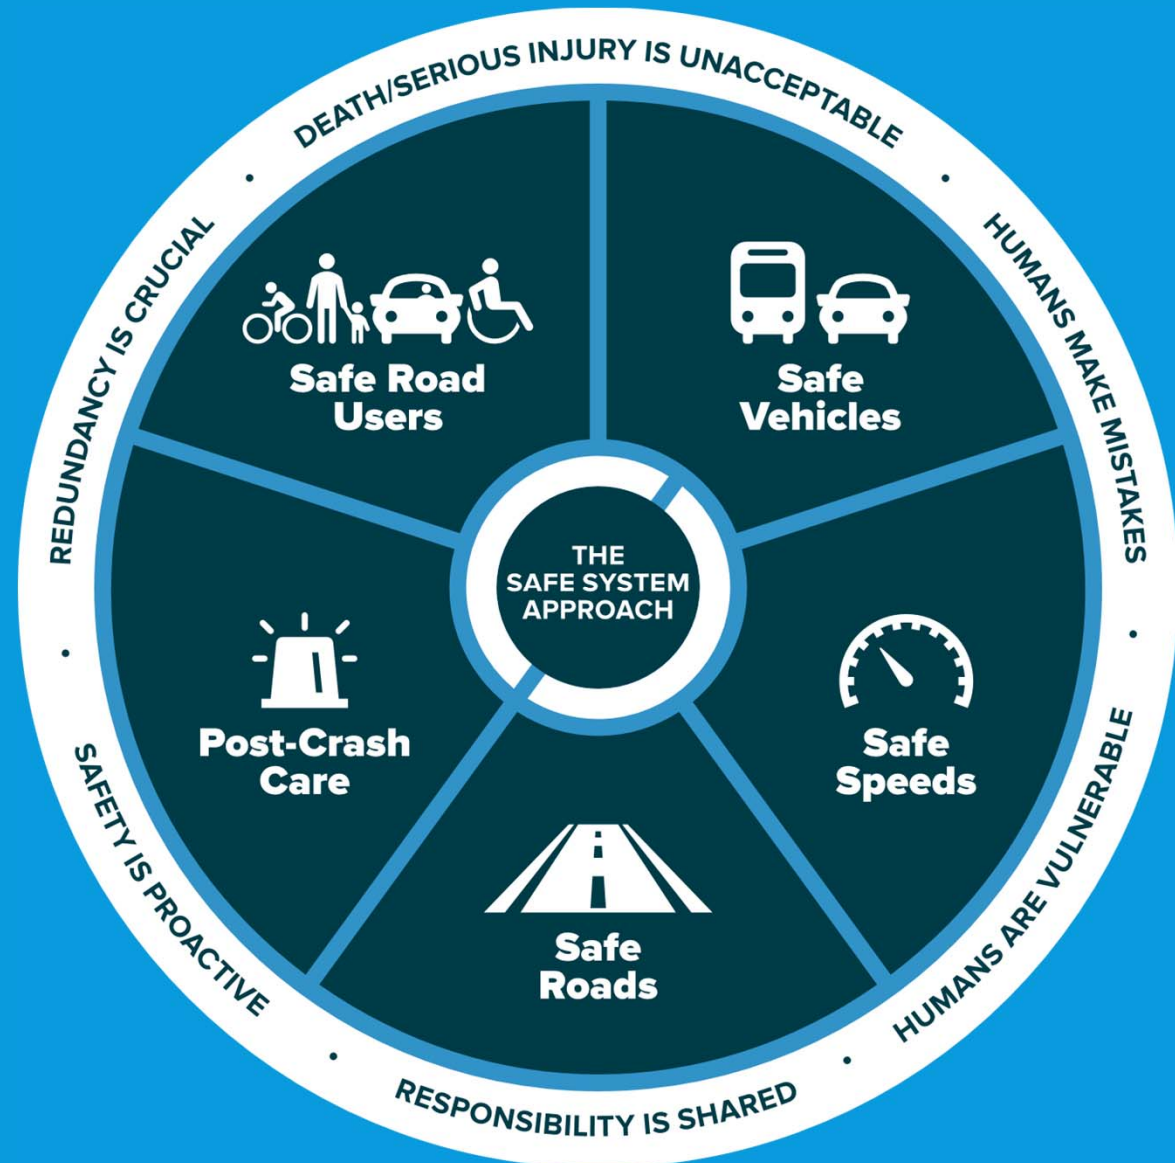 DEATH/SERIOUS INJURY IS UNACCEPTABLE
HUMANS MAKE MISTAKES
HUMANS ARE VULNERABLE
RESPONSIBILITY IS SHARED
SAFETY IS PROACTIVE
REDUNDANCY IS CRUCIAL
Safe Road
Users
Safe
Vehicles
Safe
Speeds
Safe
Roads
Post-Crash
Care
THE
SAFE SYSTEM
APPROACH